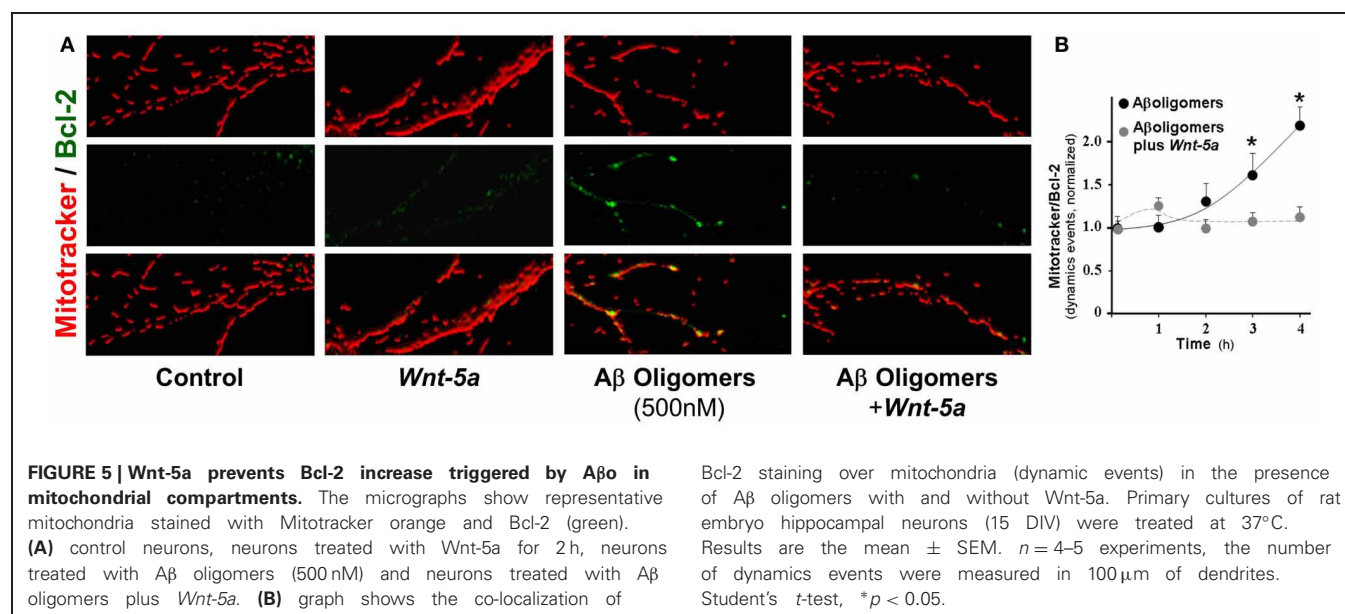 A
Mitotracker / Bcl-2
Control
Wnt-5a
Aβ Oligomers
(500nM)
Aβ Oligomers
+Wnt-5a
B
Aβoligomers
Aβoligomers
plus Wnt-5a
*
*
Mitotracker/Bcl-2
(dynamics events, normalized)
2.0
1.5
1.0
0.5
0
1
2
3
4
Time (h)
FIGURE 5 | Wnt-5a prevents Bcl-2 increase triggered by Aβo in
mitochondrial compartments. The micrographs show representative
mitochondria stained with Mitotracker orange and Bcl-2 (green).
(A) control neurons, neurons treated with Wnt-5a for 2 h, neurons
treated with Aβ oligomers (500 nM) and neurons treated with Aβ
oligomers plus Wnt-5a. (B) graph shows the co-localization of
Bcl-2 staining over mitochondria (dynamic events) in the presence
of Aβ oligomers with and without Wnt-5a. Primary cultures of rat
embryo hippocampal neurons (15 DIV) were treated at 37°C.
Results are the mean ± SEM. n = 4–5 experiments, the number
of dynamics events were measured in 100 μm of dendrites.
Student's t-test, *p < 0.05.